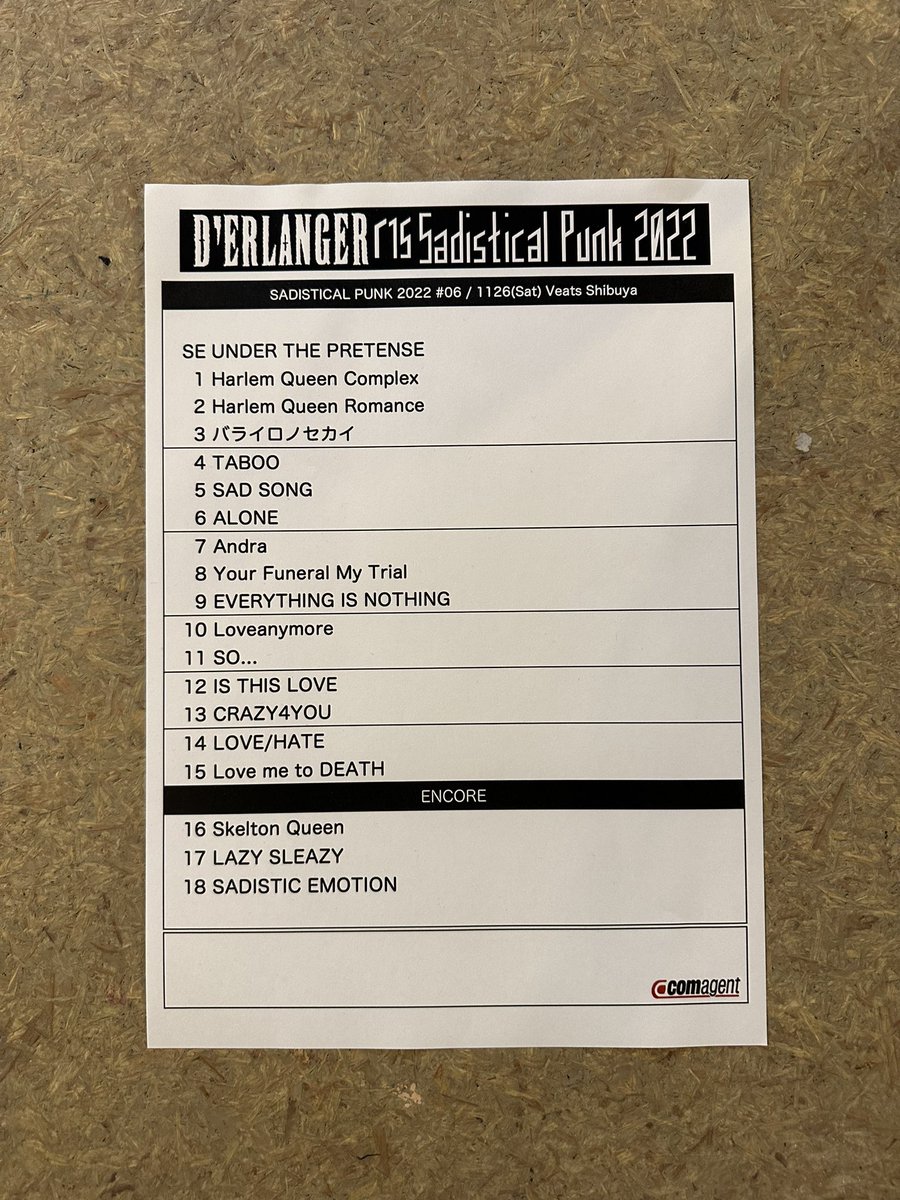 D'ERLANGER Sadistical Punk 2022
SADISTICAL PUNK 2022 #06 / 1126(Sat) Veats Shibuya
SE UNDER THE PRETENSE
1 Harlem Queen Complex
2 Harlem Queen Romance
3 バライロノセカイ
4 TABOO
5 SAD SONG
6 ALONE
7 Andra
8 Your Funeral My Trial
9 EVERYTHING IS NOTHING
10 Loveanymore
11 SO...
12 IS THIS LOVE
13 CRAZY4YOU
14 LOVE/HATE
15 Love me to DEATH
ENCORE
16 Skelton Queen
17 LAZY SLEAZY
18 SADISTIC EMOTION
comagent